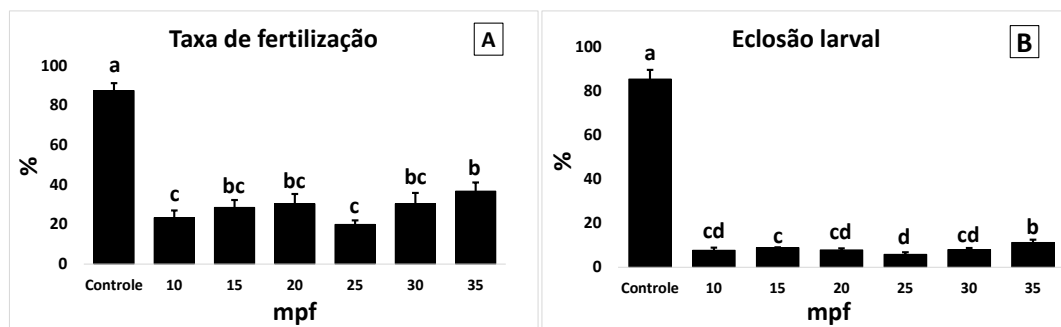 Taxa de fertilização
A
100
80
60
40
20
0
%
a
c
bc
bc
c
bc
b
Controle 10 15 20 25 30 35
mpf
Eclosão larval
B
100
80
60
40
20
0
%
a
cd
c
cd
d
cd
b
Controle 10 15 20 25 30 35
mpf